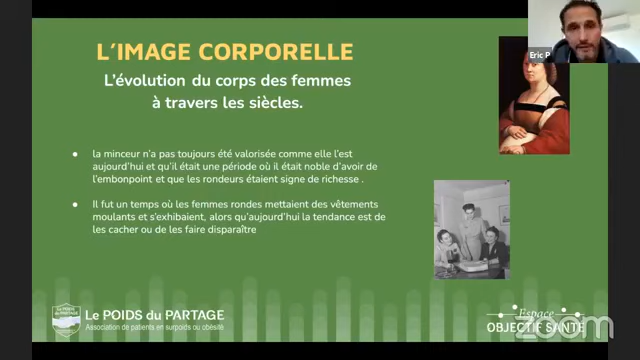 L'IMAGE CORPORELLE
L'évolution du corps des femmes
à travers les siècles.
Eric P
la minceur n'a pas toujours été valorisée comme elle l'est
aujourd'hui et qu'il était une période où il était noble d'avoir de
l'embonpoint et que les rondeurs étaient signe de richesse .
Il fut un temps où les femmes rondes mettaient des vêtements
moulants et s'exhibaient, alors qu'aujourd'hui la tendance est de
les cacher ou de les faire disparaître
Le POIDS du PARTAGE
Association de patients en surpoids ou obésité
Espace
OBJECTIF SANTÉ
zoom